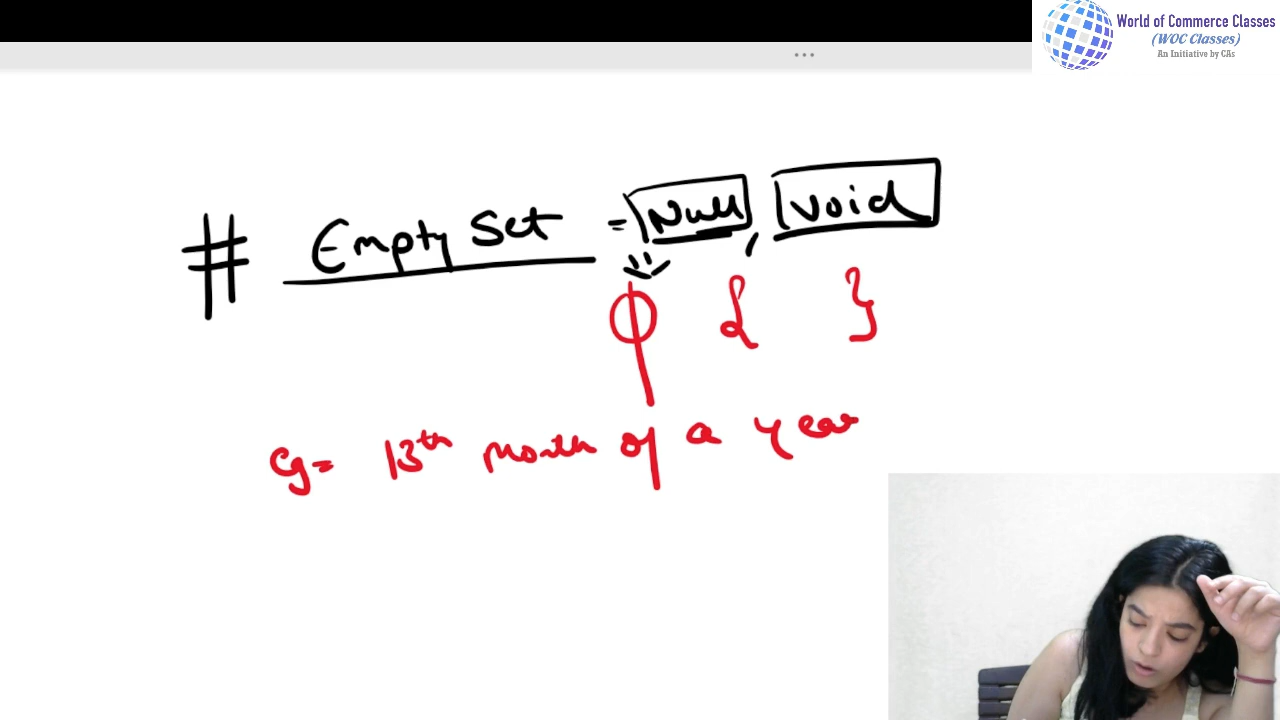 World of Commerce Classes
(WOC Classes)
An Initiative by CAs
# Empty Set = Null, Void
ϕ { }
eg= 13th month of a year